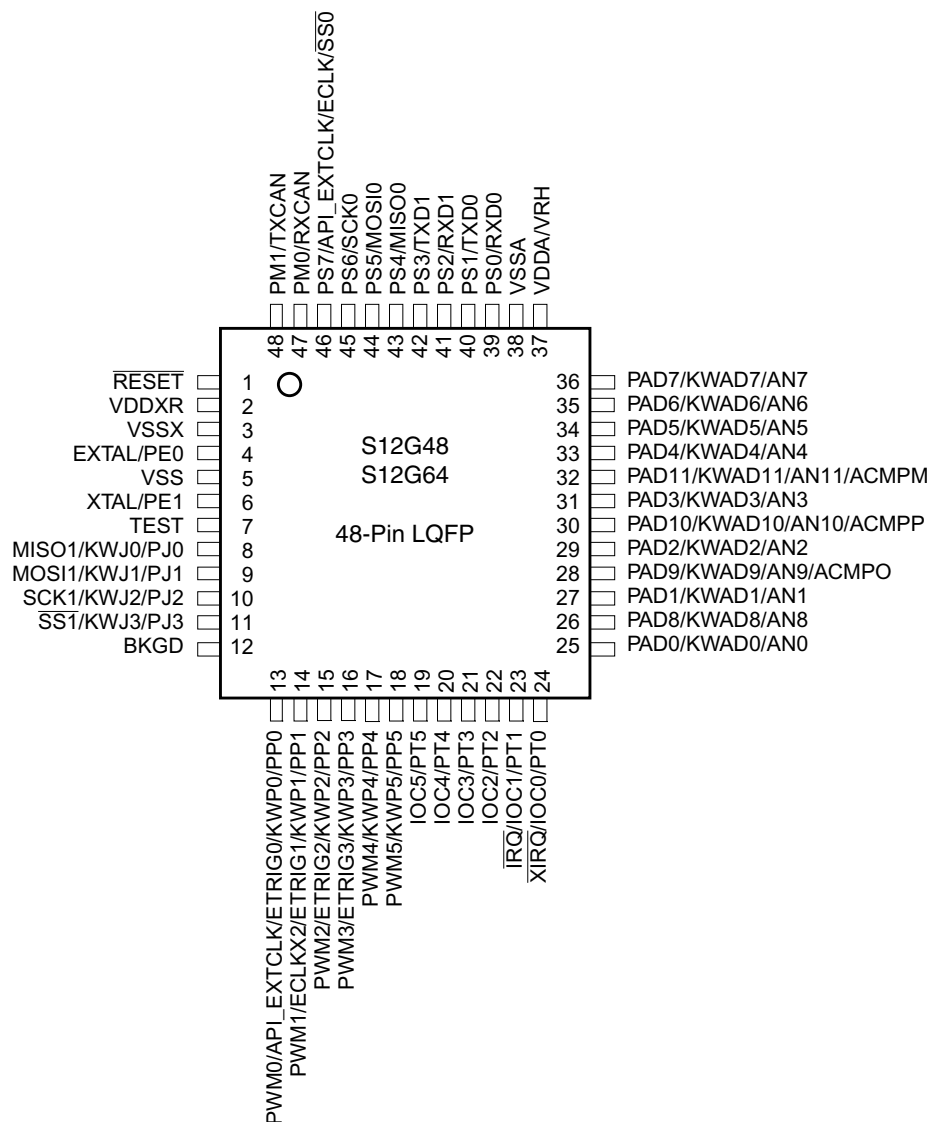 PM1/TXCAN
PM0/RXCAN
PS7/API_EXTCLK/ECLK/SS0
PS6/SCK0
PS5/MOSI0
PS4/MISO0
PS3/TXD1
PS2/RXD1
PS1/TXD0
PS0/RXD0
VSSA
VDDA/VRH
48
47
46
45
44
43
42
41
40
39
38
37
RESET 1
VDDXR 2
VSSX 3
EXTAL/PE0 4
VSS 5
XTAL/PE1 6
TEST 7
MISO1/KWJ0/PJ0 8
MOSI1/KWJ1/PJ1 9
SCK1/KWJ2/PJ2 10
SS1/KWJ3/PJ3 11
BKGD 12
S12G48
S12G64
48-Pin LQFP
36 PAD7/KWAD7/AN7
35 PAD6/KWAD6/AN6
34 PAD5/KWAD5/AN5
33 PAD4/KWAD4/AN4
32 PAD11/KWAD11/AN11/ACMPM
31 PAD3/KWAD3/AN3
30 PAD10/KWAD10/AN10/ACMPP
29 PAD2/KWAD2/AN2
28 PAD9/KWAD9/AN9/ACMPO
27 PAD1/KWAD1/AN1
26 PAD8/KWAD8/AN8
25 PAD0/KWAD0/AN0
13
14
15
16
17
18
19
20
21
22
23
24
PWM0/API_EXTCLK/ETRIG0/KWP0/PP0
PWM1/ECLKX2/ETRIG1/KWP1/PP1
PWM2/ETRIG2/KWP2/PP2
PWM3/ETRIG3/KWP3/PP3
PWM4/KWP4/PP4
PWM5/KWP5/PP5
IOC5/PT5
IOC4/PT4
IOC3/PT3
IOC2/PT2
IRQ/IOC1/PT1
XIRQ/IOC0/PT0